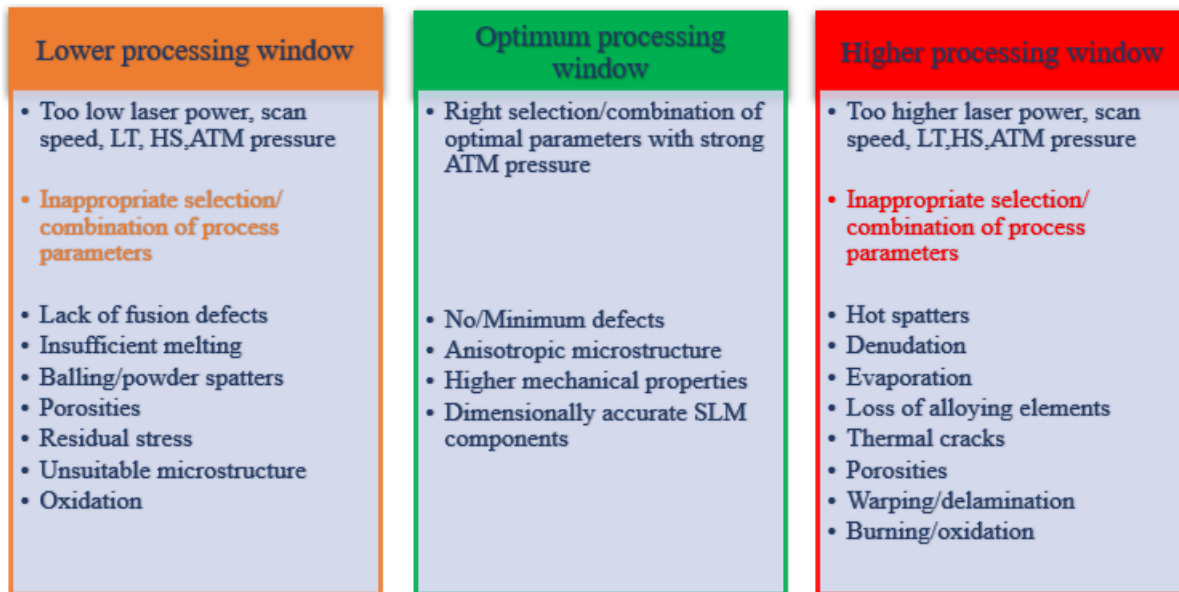 Lower processing window
• Too low laser power, scan
speed, LT, HS,ATM pressure
• Inappropriate selection/
combination of process
parameters
• Lack of fusion defects
• Insufficient melting
• Balling/powder spatters
• Porosities
• Residual stress
• Unsuitable microstructure
• Oxidation
Optimum processing
window
• Right selection/combination of
optimal parameters with strong
ATM pressure
• No/Minimum defects
• Anisotropic microstructure
• Higher mechanical properties
• Dimensionally accurate SLM
components
Higher processing window
• Too higher laser power, scan
speed, LT,HS,ATM pressure
• Inappropriate selection/
combination of process
parameters
• Hot spatters
• Denudation
• Evaporation
• Loss of alloying elements
• Thermal cracks
• Porosities
• Warping/delamination
• Burning/oxidation